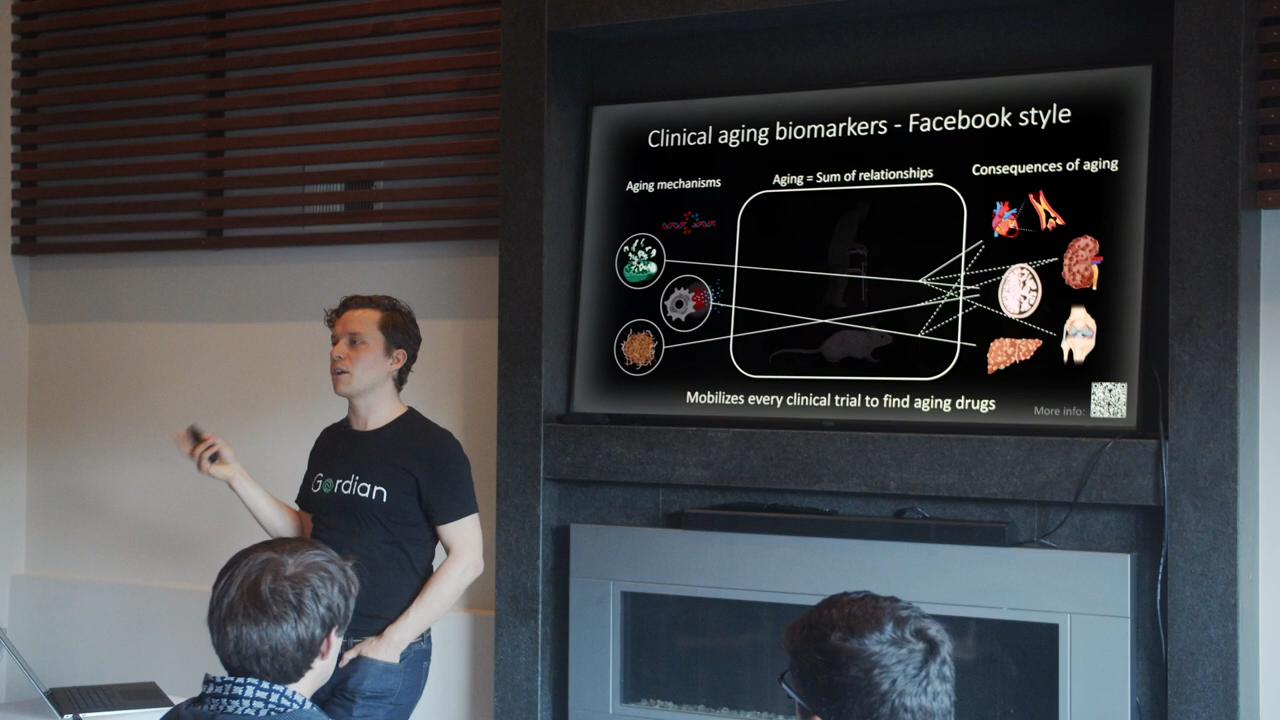 Clinical aging biomarkers - Facebook style
Aging mechanisms
Aging = Sum of relationships
Consequences of aging
Mobilizes every clinical trial to find aging drugs
More info:
Gordian